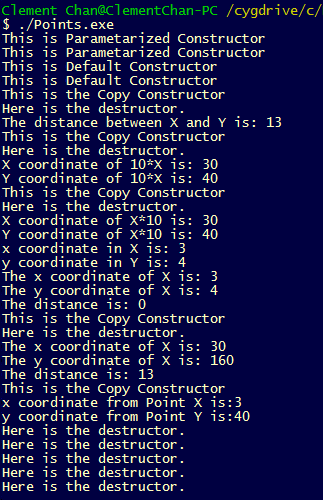 Clement Chan@ClementChan-PC /cygdrive/c/
$ ./Points.exe
This is Parametarized Constructor
This is Parametarized Constructor
This is Default Constructor
This is Default Constructor
This is the Copy Constructor
Here is the destructor.
The distance between X and Y is: 13
This is the Copy Constructor
Here is the destructor.
X coordinate of 10*X is: 30
Y coordinate of 10*X is: 40
This is the Copy Constructor
Here is the destructor.
X coordinate of X*10 is: 30
Y coordinate of X*10 is: 40
x coordinate in X is: 3
y coordinate in Y is: 4
The x coordinate of X is: 3
The y coordinate of X is: 4
The distance is: 0
This is the Copy Constructor
Here is the destructor.
The x coordinate of X is: 30
The y coordinate of X is: 160
The distance is: 13
This is the Copy Constructor
x coordinate from Point X is:3
y coordinate from Point Y is:40
Here is the destructor.
Here is the destructor.
Here is the destructor.
Here is the destructor.
Here is the destructor.